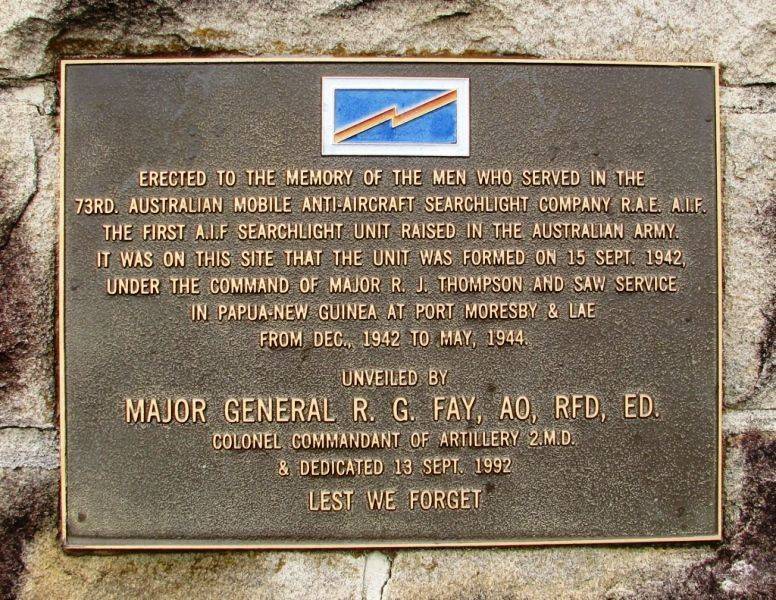 ERECTED TO THE MEMORY OF THE MEN WHO SERVED IN THE
73RD. AUSTRALIAN MOBILE ANTI-AIRCRAFT SEARCHLIGHT COMPANY R.A.E. A.I.F.
THE FIRST A.I.F SEARCHLIGHT UNIT RAISED IN THE AUSTRALIAN ARMY.
IT WAS ON THIS SITE THAT THE UNIT WAS FORMED ON 15 SEPT. 1942,
UNDER THE COMMAND OF MAJOR R. J. THOMPSON AND SAW SERVICE
IN PAPUA-NEW GUINEA AT PORT MORESBY & LAE
FROM DEC., 1942 TO MAY, 1944.
UNVEILED BY
MAJOR GENERAL R. G. FAY, AO, RFD, ED.
COLONEL COMMANDANT OF ARTILLERY 2.M.D.
& DEDICATED 13 SEPT. 1992
LEST WE FORGET